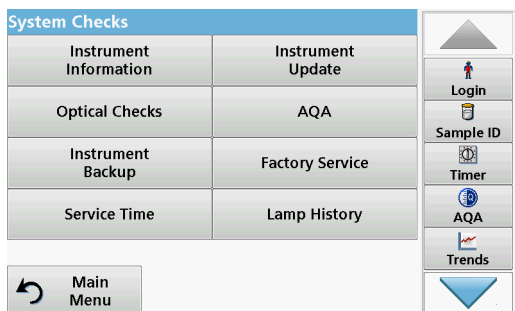 System Checks
Instrument
Information
Instrument
Update
Optical Checks
AQA
Instrument
Backup
Factory Service
Service Time
Lamp History
Main
Menu
Login
Sample ID
Timer
AQA
Trends